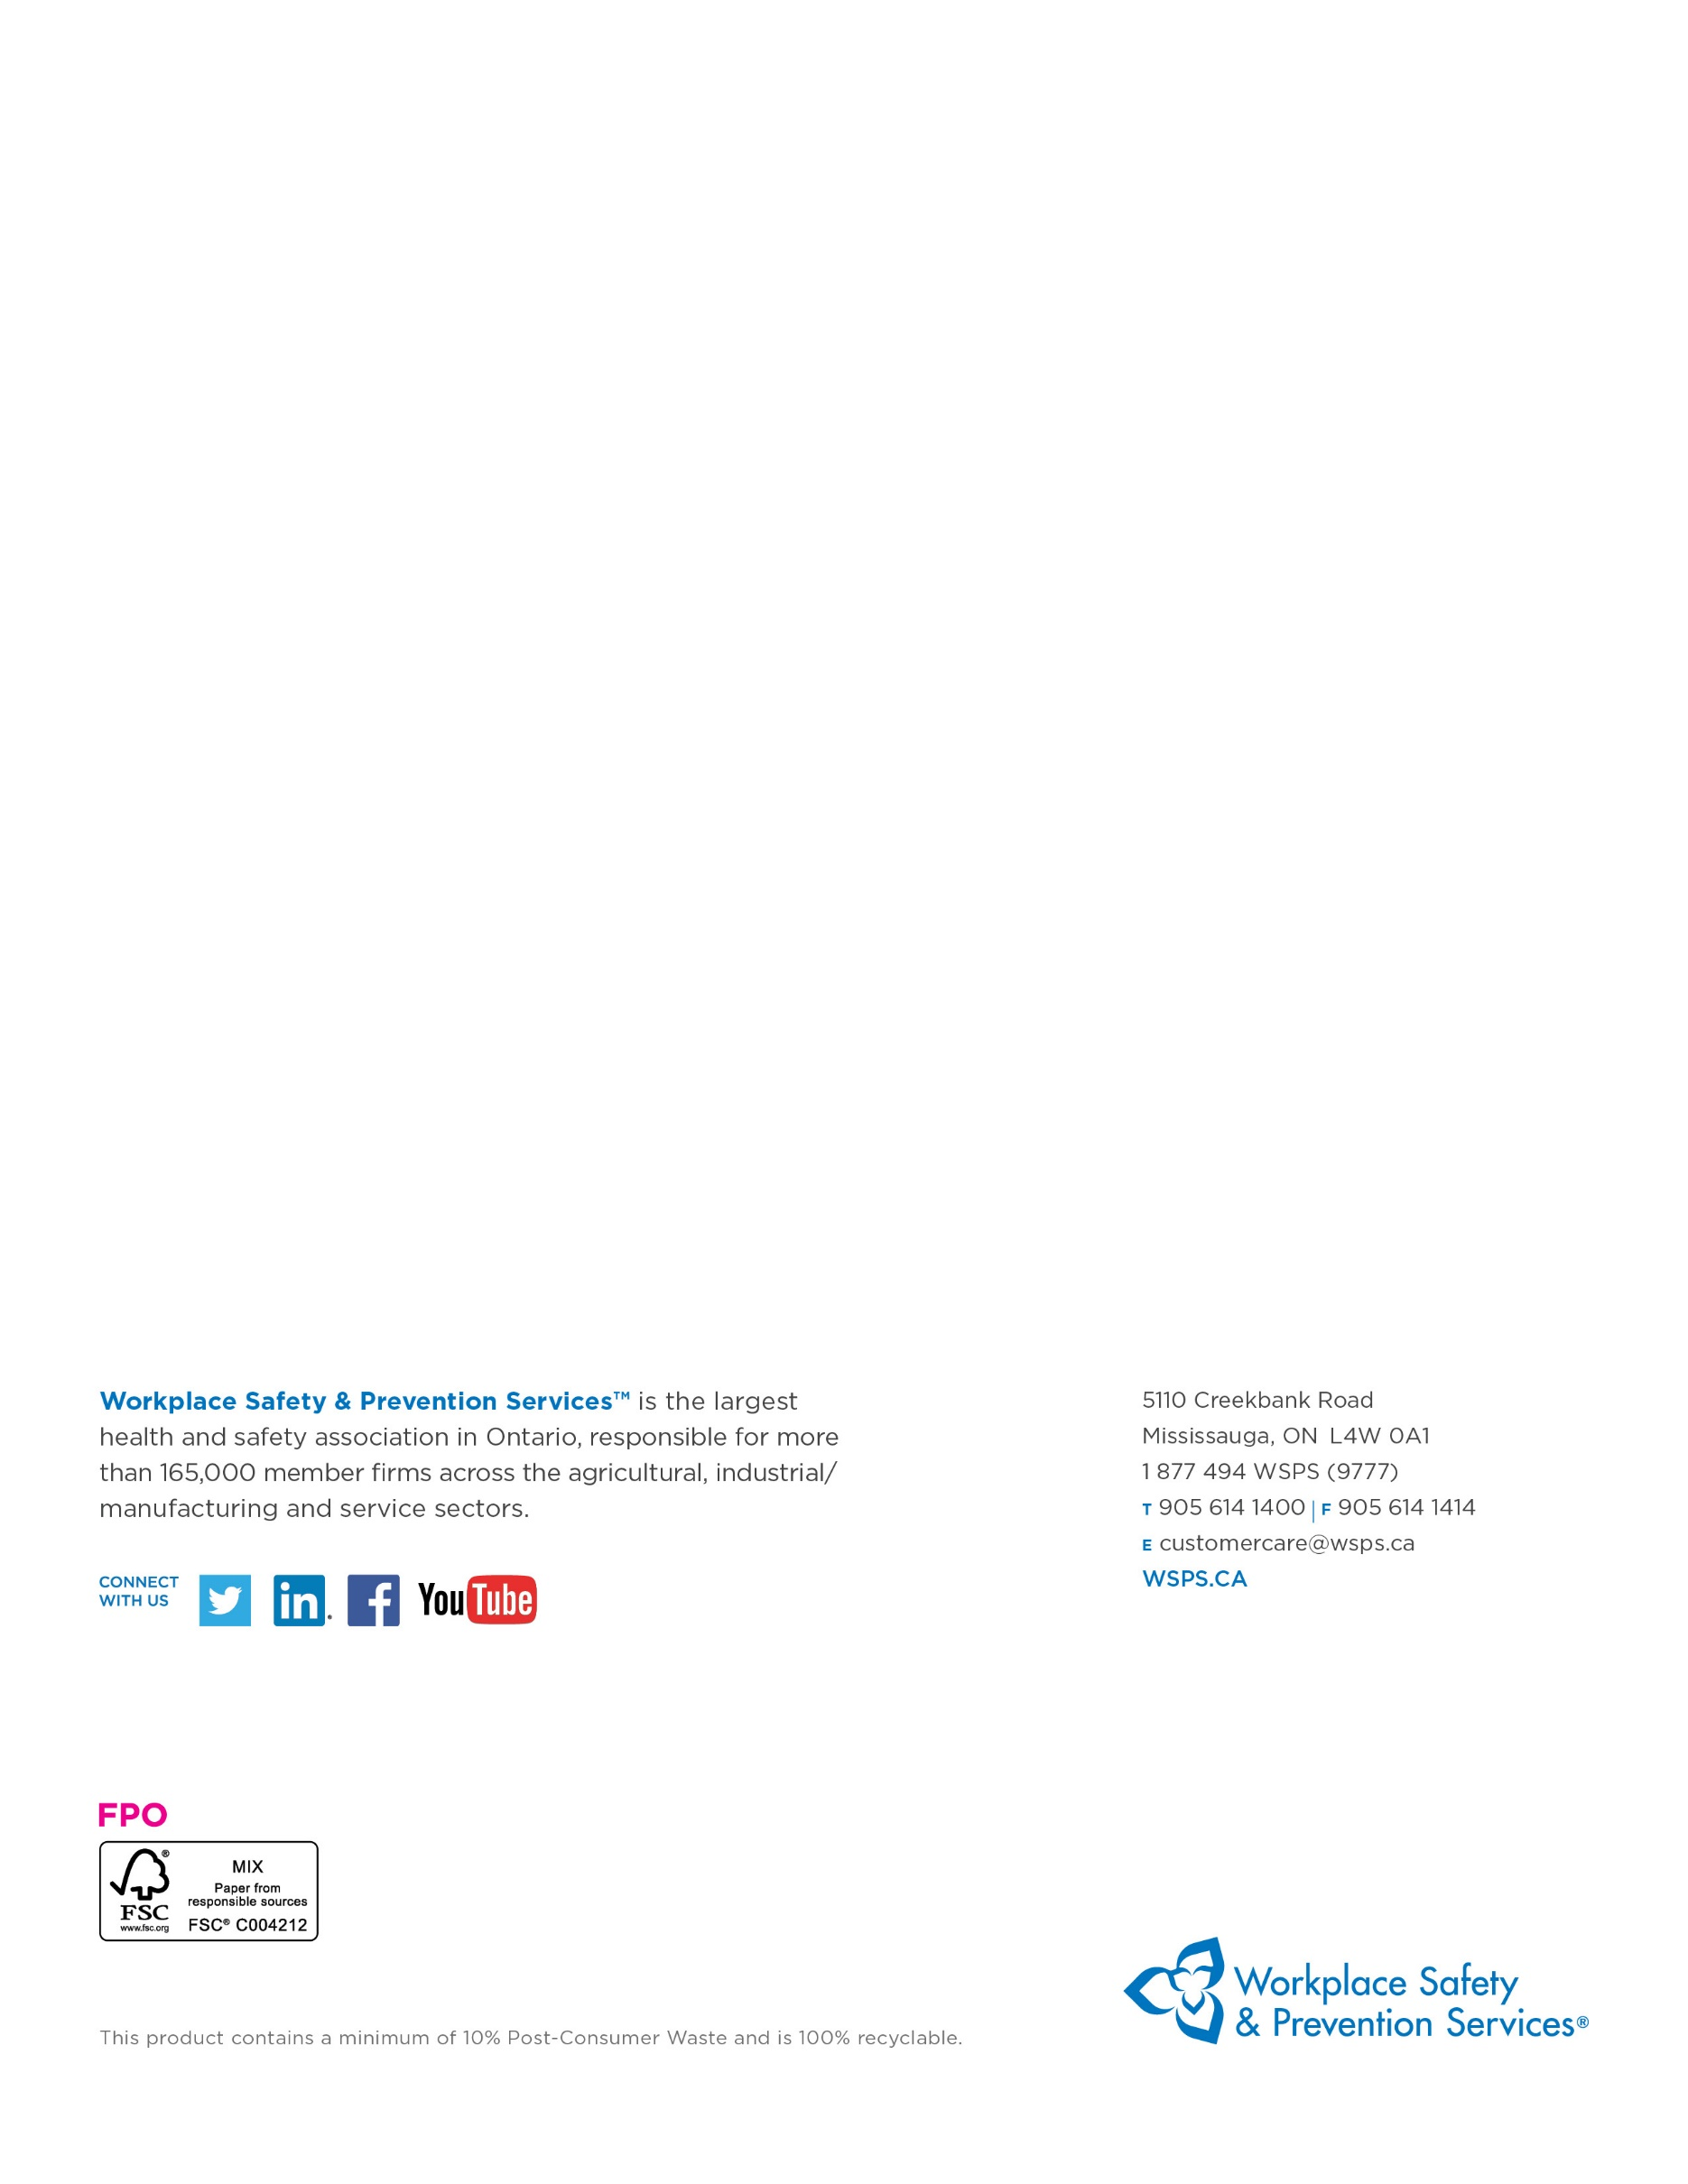 Workplace Safety & Prevention Services™ is the largest
health and safety association in Ontario, responsible for more
than 165,000 member firms across the agricultural, industrial/
manufacturing and service sectors.
CONNECT
WITH US
in.
f
YouTube
5110 Creekbank Road
Mississauga, ON L4W 0A1
1 877 494 WSPS (9777)
T 905 614 1400 | F 905 614 1414
E customercare@wsps.ca
WSPS.CA
FPO
®
FSC
www.fsc.org
MIX
Paper from
responsible sources
FSC® C004212
This product contains a minimum of 10% Post-Consumer Waste and is 100% recyclable.
Workplace Safety
& Prevention Services®